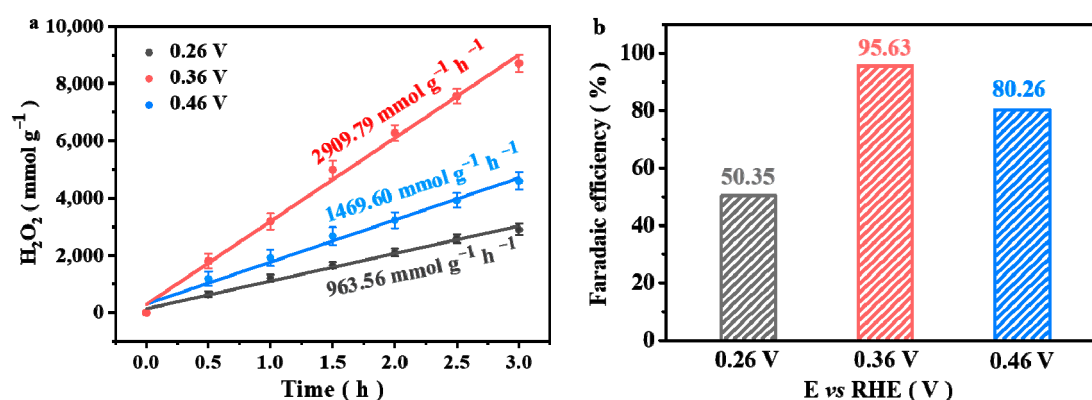 a
10,000
8,000
6,000
4,000
2,000
0
H₂O₂ ( mmol g⁻¹ )
0.26 V
0.36 V
0.46 V
2909.79 mmol g⁻¹ h⁻¹
1469.60 mmol g⁻¹ h⁻¹
963.56 mmol g⁻¹ h⁻¹
0.0 0.5 1.0 1.5 2.0 2.5 3.0
Time ( h )
b
100
80
60
40
20
0
Faradaic efficiency ( % )
50.35
95.63
80.26
0.26 V 0.36 V 0.46 V
E vs RHE ( V )